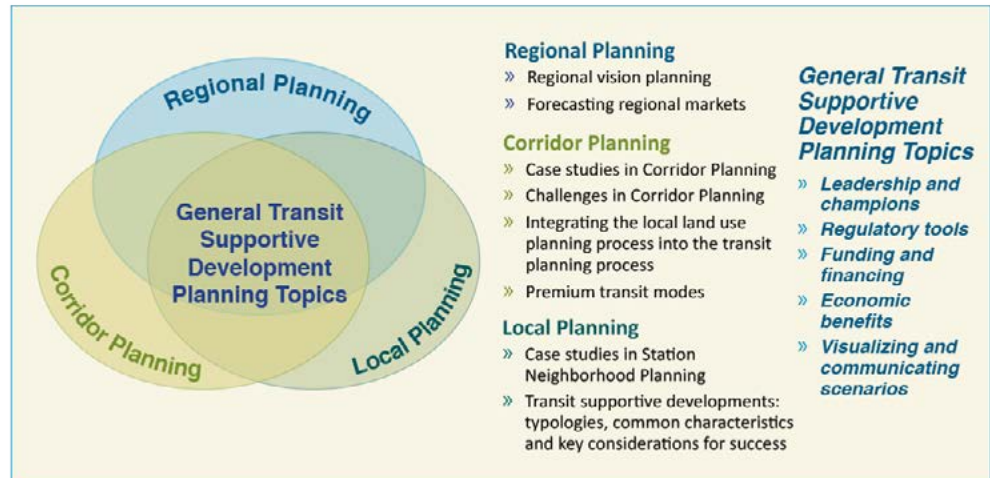 Regional Planning
General Transit
Supportive
Development
Planning Topics
Corridor Planning
Local Planning
Regional Planning
» Regional vision planning
» Forecasting regional markets
Corridor Planning
» Case studies in Corridor Planning
» Challenges in Corridor Planning
» Integrating the local land use
planning process into the transit
planning process
» Premium transit modes
Local Planning
» Case studies in Station
Neighborhood Planning
» Transit supportive developments:
typologies, common characteristics
and key considerations for success
General Transit
Supportive
Development
Planning Topics
» Leadership and
champions
» Regulatory tools
» Funding and
financing
» Economic
benefits
» Visualizing and
communicating
scenarios